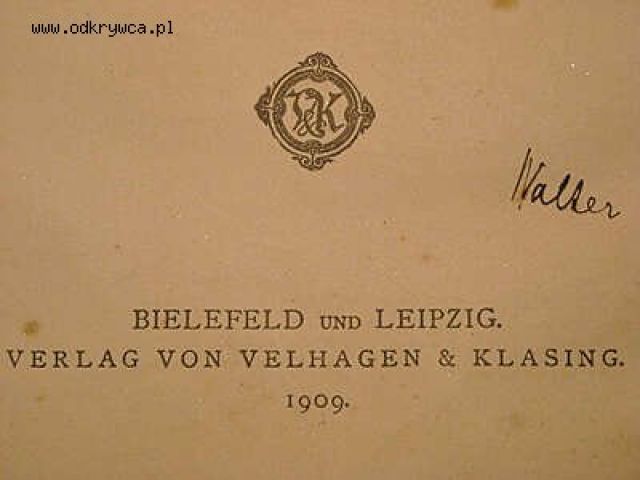 www.odkrywca.pl
V&K
Walter
BIELEFELD UND LEIPZIG.
VERLAG VON VELHAGEN & KLASING.
1909.